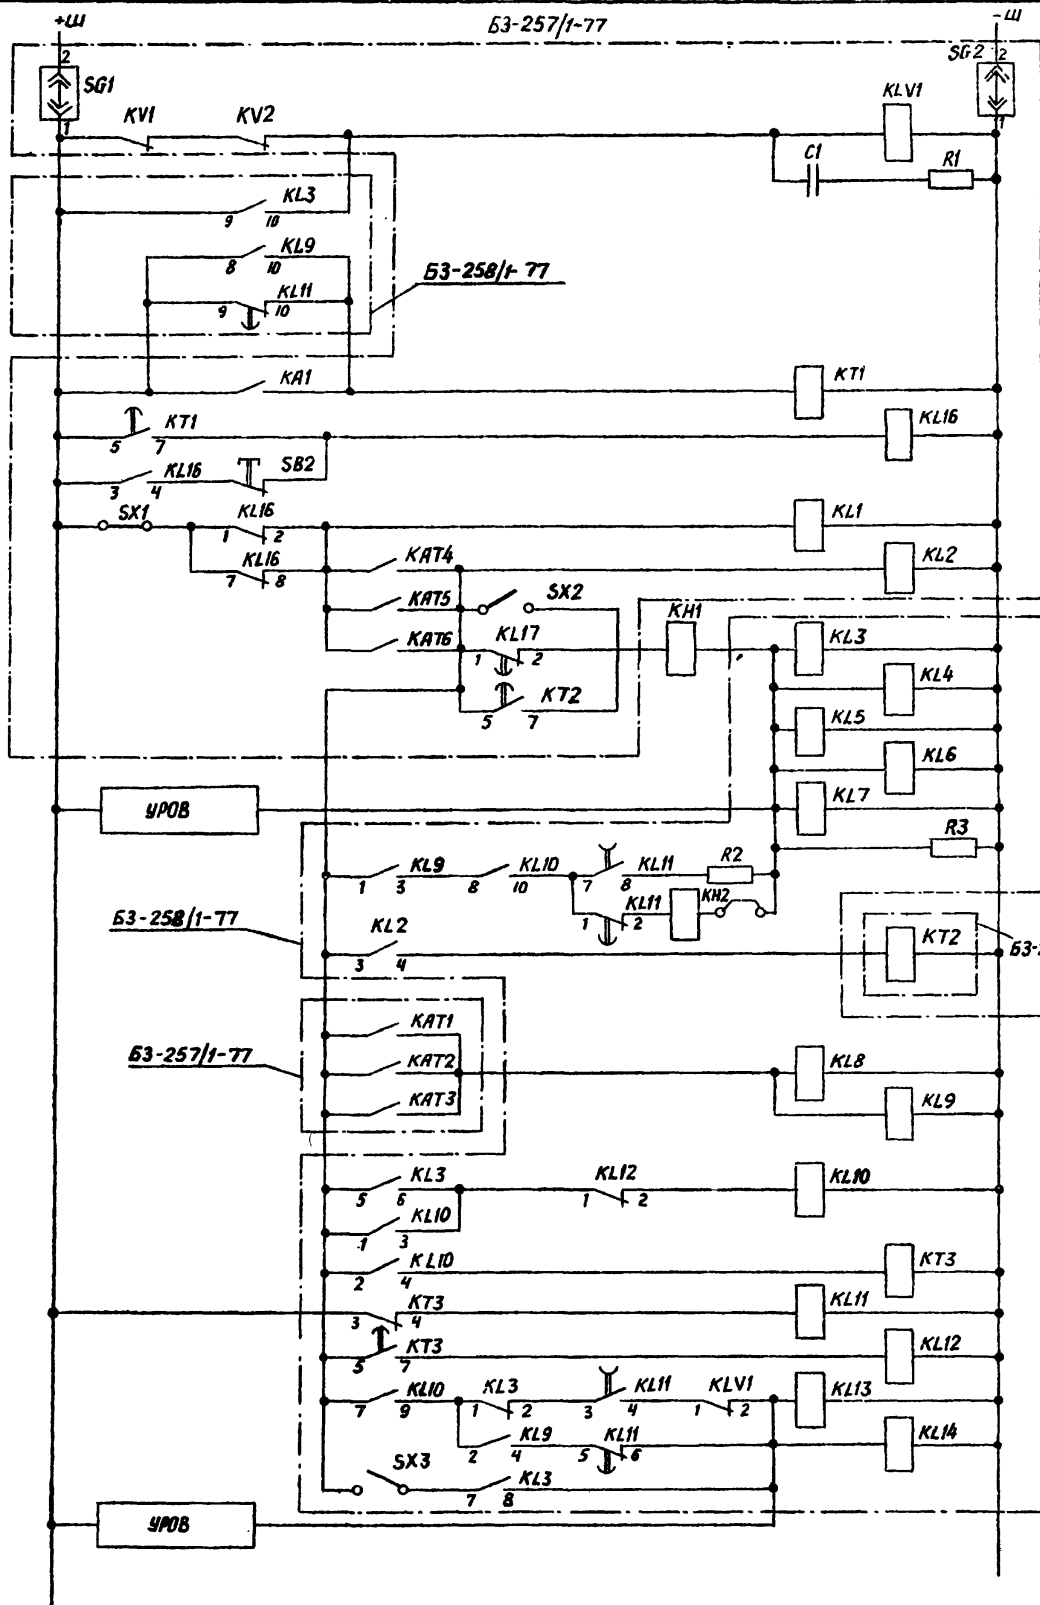 +Ш
БЗ-257/1-77
-Ш
2
SG1
1
SG2 2
1
KV1
KV2
KLV1
C1
R1
KL3
9 10
KL9
8 10
KL11
9 10
БЗ-258/1-77
KA1
KT1
KT1
5 7
KL16
KL16
3 4
SB2
SX1
KL16
1 2
KL1
KL16
7 8
KAT4
KL2
KAT5
SX2
KAT6
KL17
1 2
KH1
KL3
KT2
5 7
KL4
KL5
KL6
УРОВ
KL7
R3
KL9
1 3
KL10
8 10
KL11
7 8
R2
KL11
1 2
KH2
БЗ-258/1-77
KL2
3 4
KT2
БЗ-2
KAT1
БЗ-257/1-77
KAT2
KAT3
KL8
KL9
KL3
5 6
KL12
1 2
KL10
KL10
1 3
KL10
2 4
KT3
KT3
3 4
KL11
KT3
5 7
KL12
KL10
7 9
KL3
1 2
KL11
3 4
KLV1
1 2
KL13
KL9
2 4
KL11
5 6
KL14
SX3
KL3
7 8
УРОВ